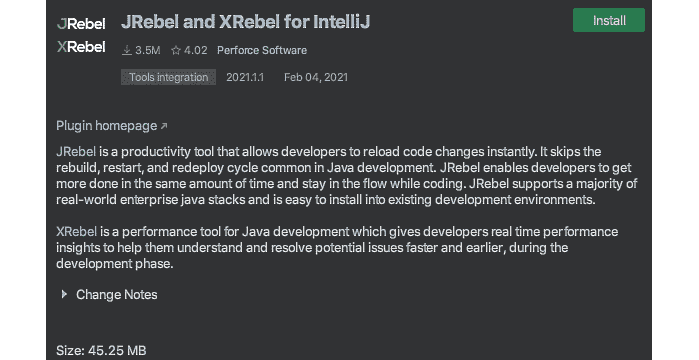 JRebel
XRebel
JRebel and XRebel for IntelliJ
Install
3.5M 4.02 Perforce Software
Tools integration 2021.1.1 Feb 04, 2021
Plugin homepage ↗
JRebel is a productivity tool that allows developers to reload code changes instantly. It skips the
rebuild, restart, and redeploy cycle common in Java development. JRebel enables developers to get
more done in the same amount of time and stay in the flow while coding. JRebel supports a majority of
real-world enterprise java stacks and is easy to install into existing development environments.
XRebel is a performance tool for Java development which gives developers real time performance
insights to help them understand and resolve potential issues faster and earlier, during the
development phase.
Change Notes
Size: 45.25 MB